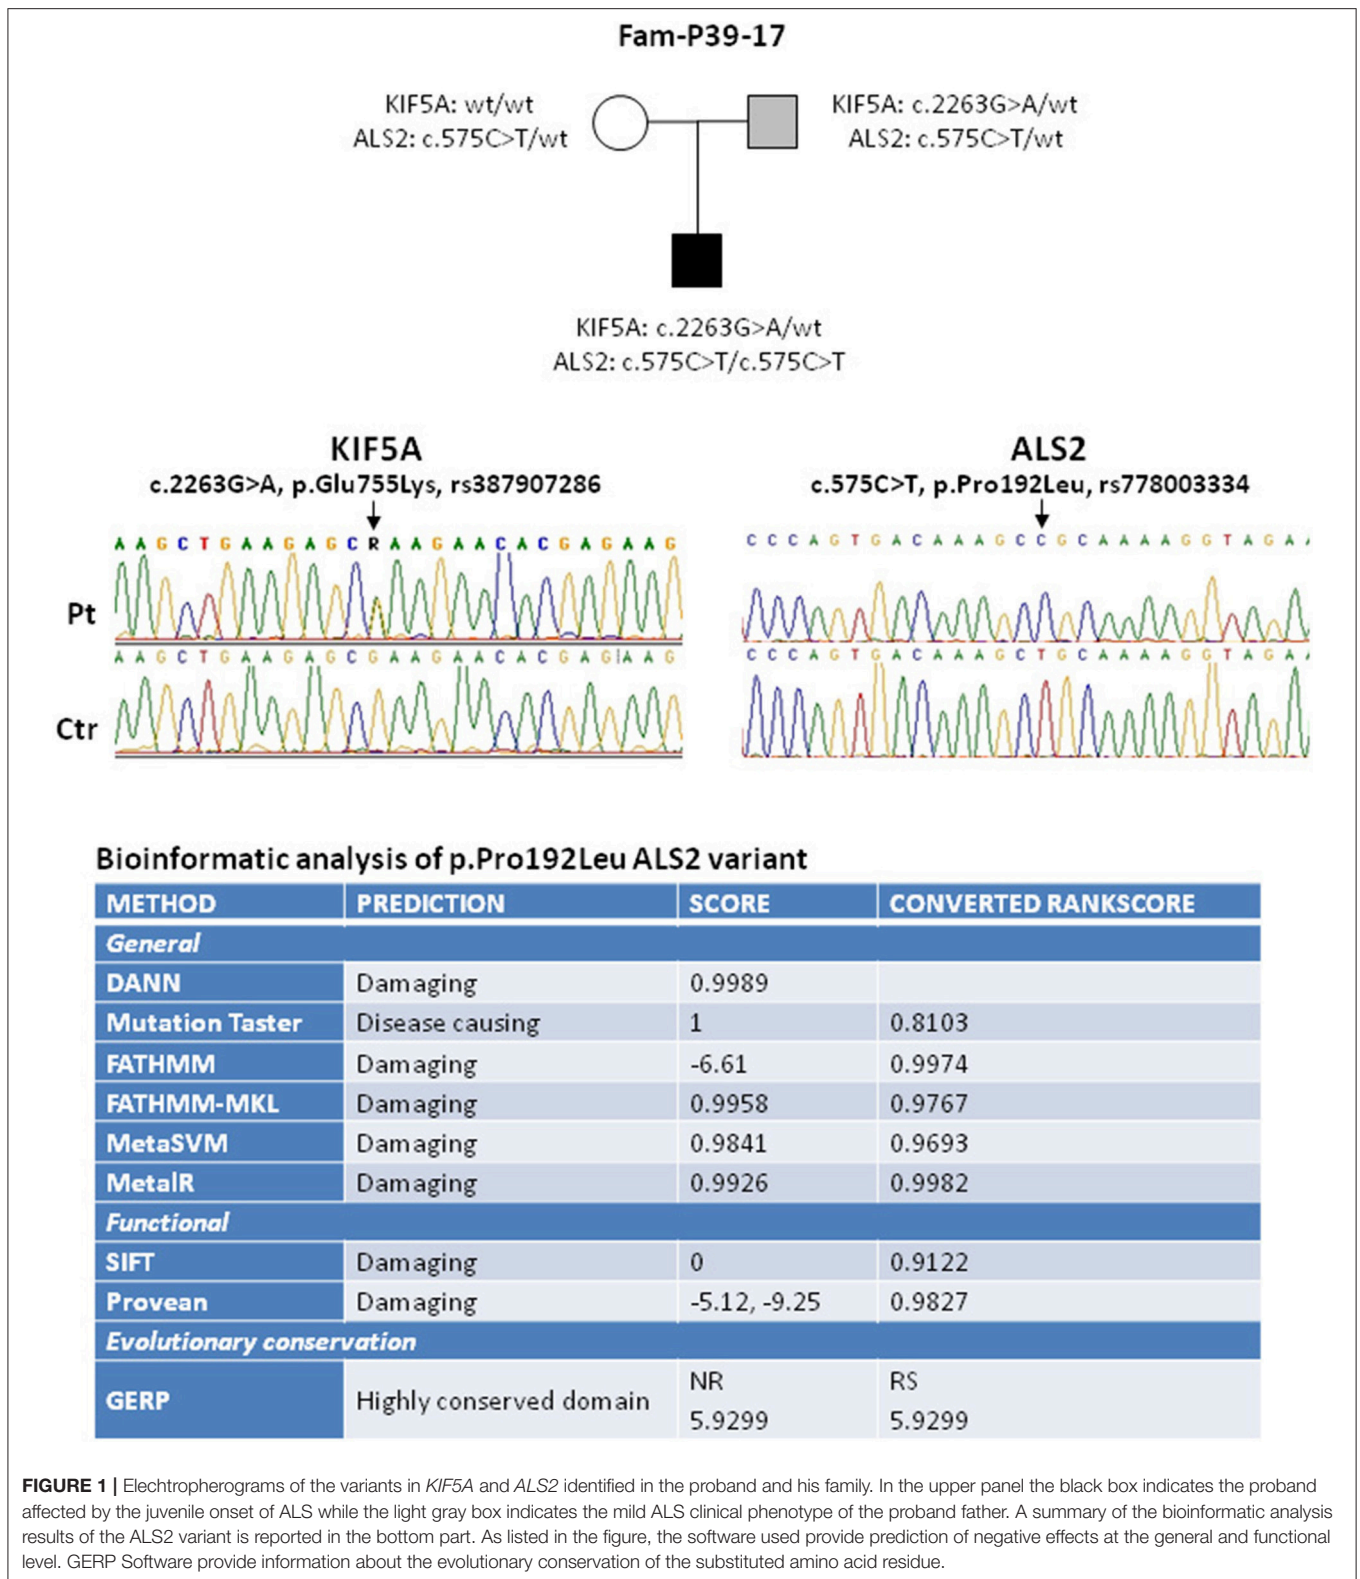 Fam-P39-17
KIF5A: wt/wt
ALS2: c.575C>T/wt
KIF5A: c.2263G>A/wt
ALS2: c.575C>T/wt
KIF5A: c.2263G>A/wt
ALS2: c.575C>T/c.575C>T
KIF5A
c.2263G>A, p.Glu755Lys, rs387907286
ALS2
c.575C>T, p.Pro192Leu, rs778003334
Pt
A A G C T G A A G A G C R A A G A A C A C G A G A A G
C C C A G T G A C A A A G C C G C A A A A G G T A G A
Ctr
A A G C T G A A G A G C G A A G A A C A C G A G A A G
C C C A G T G A C A A A G C T G C A A A A G G T A G A
Bioinformatic analysis of p.Pro192Leu ALS2 variant
METHOD PREDICTION SCORE CONVERTED RANKSCORE
General
DANN Damaging 0.9989
Mutation Taster Disease causing 1 0.8103
FATHMM Damaging -6.61 0.9974
FATHMM-MKL Damaging 0.9958 0.9767
MetaSVM Damaging 0.9841 0.9693
MetalR Damaging 0.9926 0.9982
Functional
SIFT Damaging 0 0.9122
Provean Damaging -5.12, -9.25 0.9827
Evolutionary conservation
GERP Highly conserved domain NR RS
5.9299 5.9299
FIGURE 1 | Elechtropherograms of the variants in KIF5A and ALS2 identified in the proband and his family. In the upper panel the black box indicates the proband
affected by the juvenile onset of ALS while the light gray box indicates the mild ALS clinical phenotype of the proband father. A summary of the bioinformatic analysis
results of the ALS2 variant is reported in the bottom part. As listed in the figure, the software used provide prediction of negative effects at the general and functional
level. GERP Software provide information about the evolutionary conservation of the substituted amino acid residue.